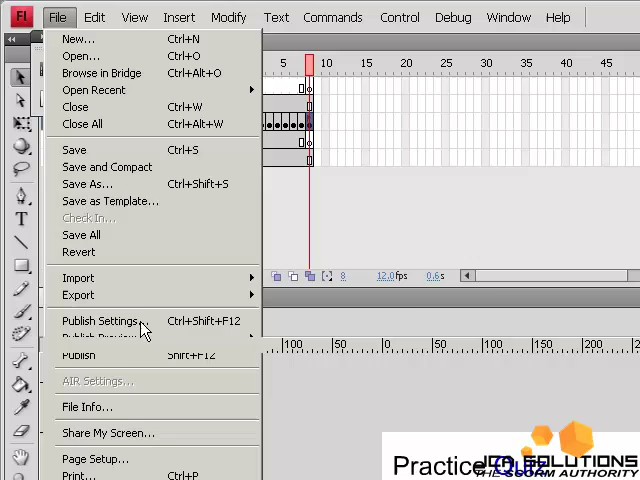 Fl File Edit View Insert Modify Text Commands Control Debug Window Help
New... Ctrl+N
Open... Ctrl+O
Browse in Bridge Ctrl+Alt+O
Open Recent
Close Ctrl+W
Close All Ctrl+Alt+W
Save Ctrl+S
Save and Compact
Save As... Ctrl+Shift+S
Save as Template...
Check In...
Save All
Revert
Import
Export
Publish Settings... Ctrl+Shift+F12
Publish Preview
Publish Shift+F12
AIR Settings...
File Info...
Share My Screen...
Page Setup...
Print... Ctrl+P
5 10 15 20 25 30 35 40 45
8 12.0fps 0.6s
100 50 0 50 100 150 200
Practice Quiz
JCA SOLUTIONS
THE SCORM AUTHORITY